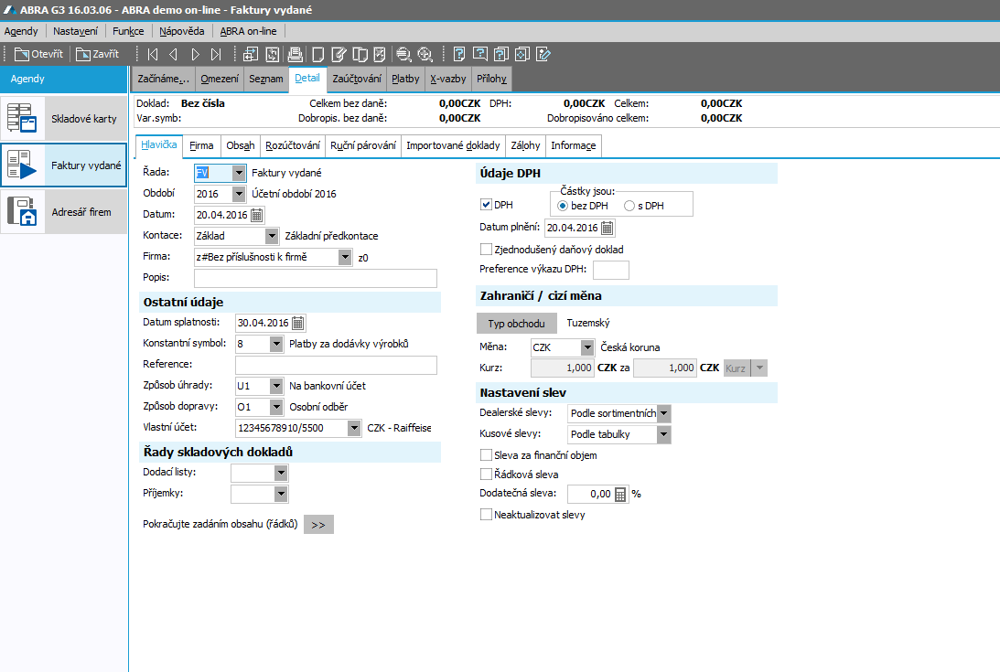 ABRA G3 16.03.06 - ABRA demo on-line - Faktury vydané
Agendy Nastavení Funkce Nápověda ABRA on-line
Otevřít Zavřít
Agendy
Skladové karty
Faktury vydané
Adresář firem
Začínáme... Omezení Seznam Detail Zaúčtování Platby X-vazby Přílohy
Doklad: Bez čísla Celkem bez daně: 0,00CZK DPH: 0,00CZK Celkem: 0,00CZK
Var.symb: Dobropis. bez daně: 0,00CZK Dobropisováno celkem: 0,00CZK
Hlavička Firma Obsah Rozúčtování Ruční párování Importované doklady Zálohy Informace
Řada: FV Faktury vydané
Období 2016 Účetní období 2016
Datum: 20.04.2016
Kontace: Základ Základní předkontace
Firma: z#Bez příslušnosti k firmě z0
Popis:
Ostatní údaje
Datum splatnosti: 30.04.2016
Konstantní symbol: 8 Platby za dodávky výrobků
Reference:
Způsob úhrady: U1 Na bankovní účet
Způsob dopravy: O1 Osobní odběr
Vlastní účet: 12345678910/5500 CZK - Raiffeise
Řady skladových dokladů
Dodací listy:
Příjemky:
Pokračujte zadáním obsahu (řádků) >>
Údaje DPH
DPH Částky jsou: bez DPH s DPH
Datum plnění: 20.04.2016
Zjednodušený daňový doklad
Preference výkazu DPH:
Zahraničí / cizí měna
Typ obchodu Tuzemský
Měna: CZK Česká koruna
Kurz: 1,000 CZK za 1,000 CZK Kurz
Nastavení slev
Dealerské slevy: Podle sortimentních
Kusové slevy: Podle tabulky
Sleva za finanční objem
Řádková sleva
Dodatečná sleva: 0,00 %
Neaktualizovat slevy